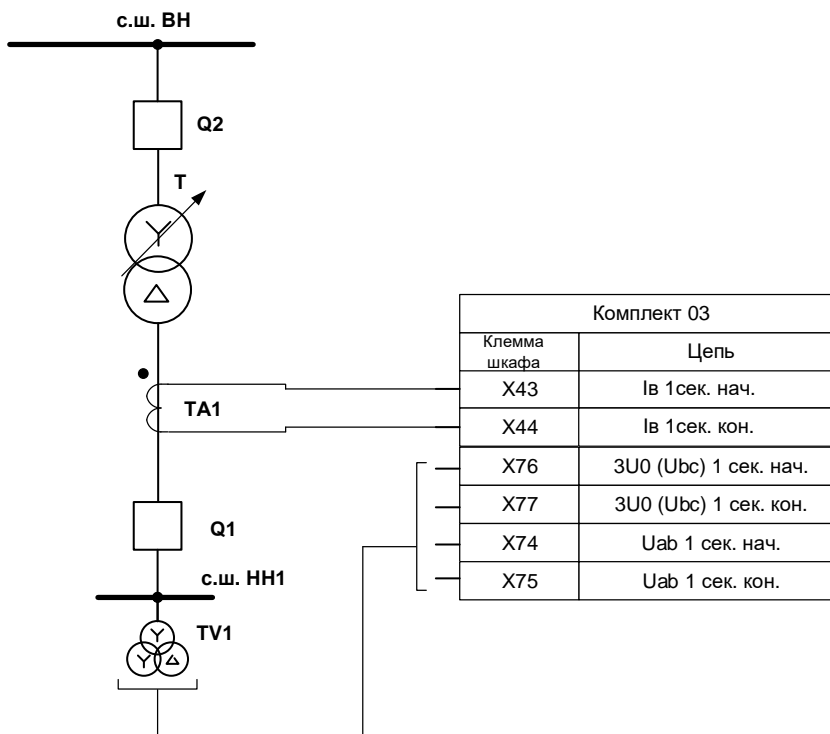 с.ш. ВН
Q2
T
Комплект 03
Клемма шкафа
Цепь
X43
Iв 1сек. нач.
TA1
X44
Iв 1сек. кон.
X76
3U0 (Ubc) 1 сек. нач.
X77
3U0 (Ubc) 1 сек. кон.
Q1
X74
Uab 1 сек. нач.
X75
Uab 1 сек. кон.
с.ш. НН1
TV1